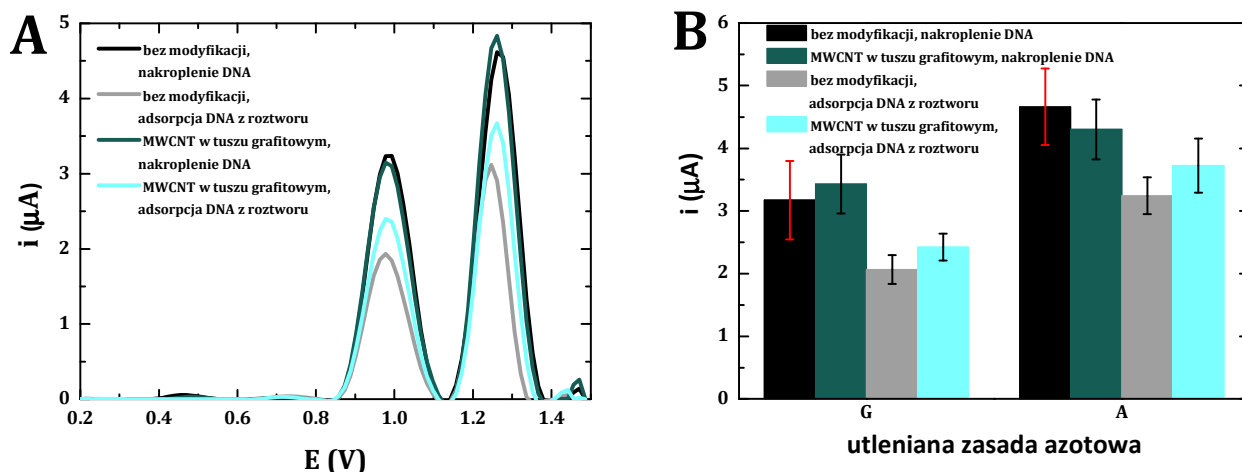 A
bez modyfikacji,
nakroplenie DNA
bez modyfikacji,
adsorpcja DNA z roztworu
MWCNT w tuszu grafitowym,
nakroplenie DNA
MWCNT w tuszu grafitowym,
adsorpcja DNA z roztworu
5
4
3
2
1
0
i (µA)
0.2 0.4 0.6 0.8 1.0 1.2 1.4
E (V)
B
bez modyfikacji, nakroplenie DNA
MWCNT w tuszu grafitowym, nakroplenie DNA
bez modyfikacji,
adsorpcja DNA z roztworu
MWCNT w tuszu grafitowym,
adsorpcja DNA z roztworu
6
5
4
3
2
1
0
i (µA)
G A
utleniana zasada azotowa